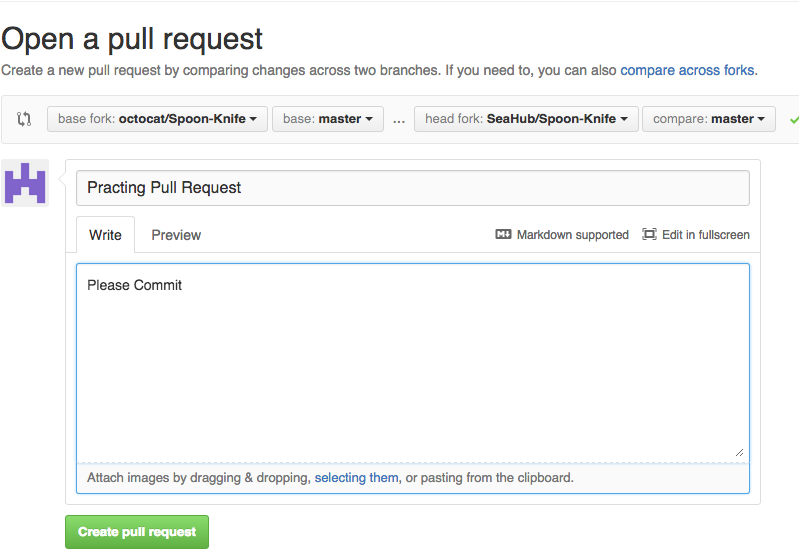 Open a pull request
Create a new pull request by comparing changes across two branches. If you need to, you can also compare across forks.
base fork: octocat/Spoon-Knife base: master ... head fork: SeaHub/Spoon-Knife compare: master
Practing Pull Request
Write Preview Markdown supported Edit in fullscreen
Please Commit
Attach images by dragging & dropping, selecting them, or pasting from the clipboard.
Create pull request